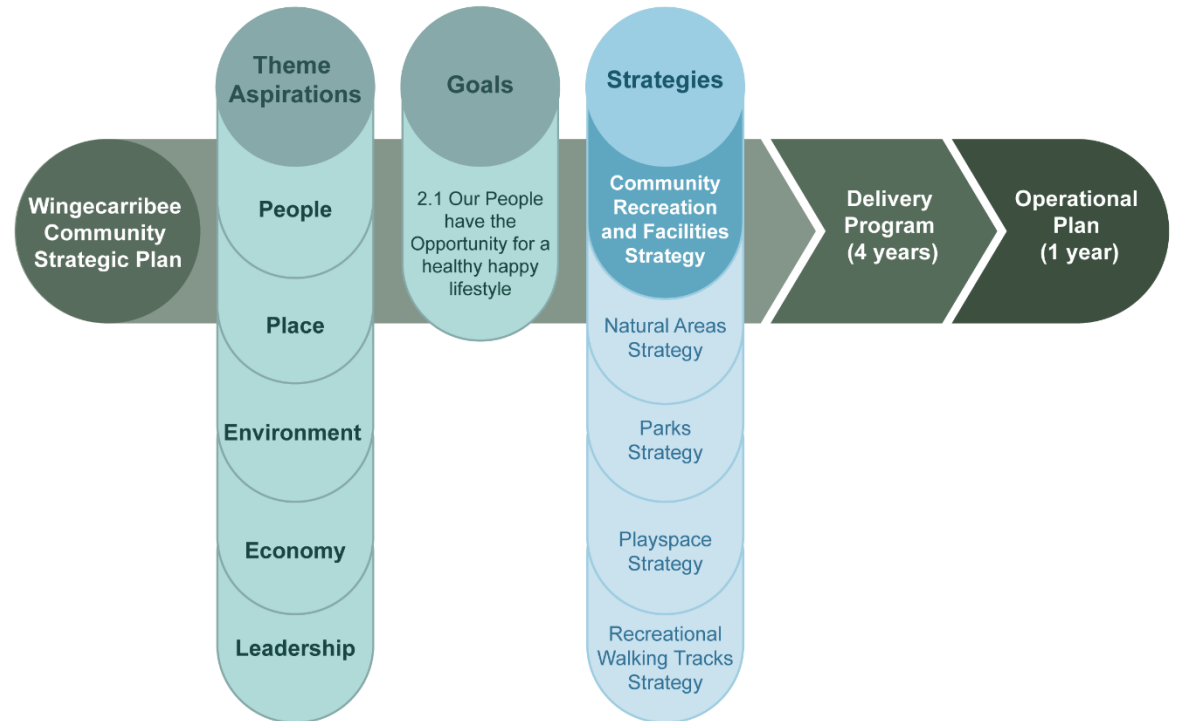 Theme
Aspirations
Goals
Strategies
Wingecarribee
Community
Strategic Plan
People
Place
Environment
Economy
Leadership
2.1 Our People
have the
Opportunity for a
healthy happy
lifestyle
Community
Recreation
and Facilities
Strategy
Natural Areas
Strategy
Parks
Strategy
Playspace
Strategy
Recreational
Walking Tracks
Strategy
Delivery
Program
(4 years)
Operational
Plan
(1 year)